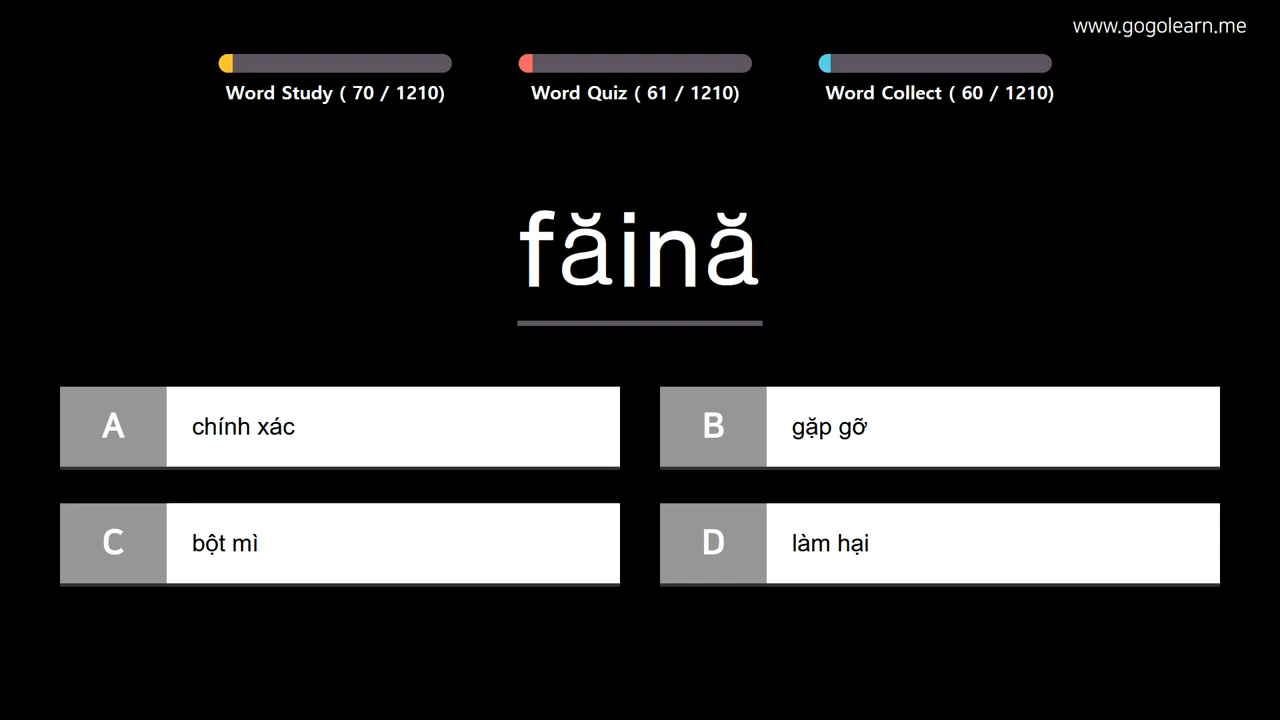 www.gogolearn.me
Word Study ( 70 / 1210)
Word Quiz ( 61 / 1210)
Word Collect ( 60 / 1210)
făină
A
chính xác
B
gặp gỡ
C
bột mì
D
làm hại